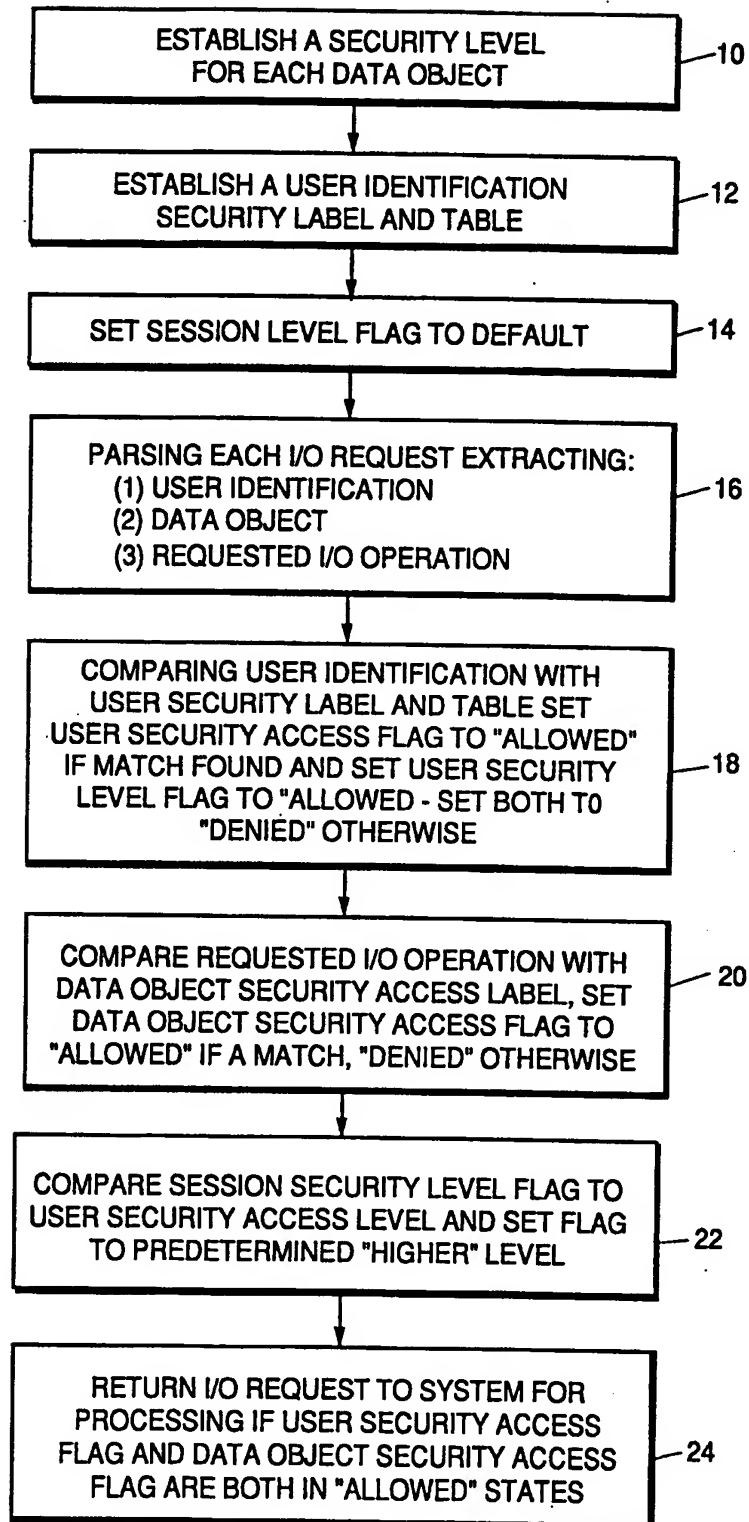 ESTABLISH A SECURITY LEVEL
FOR EACH DATA OBJECT
10
ESTABLISH A USER IDENTIFICATION
SECURITY LABEL AND TABLE
12
SET SESSION LEVEL FLAG TO DEFAULT
14
PARSING EACH I/O REQUEST EXTRACTING:
(1) USER IDENTIFICATION
(2) DATA OBJECT
(3) REQUESTED I/O OPERATION
16
COMPARING USER IDENTIFICATION WITH
USER SECURITY LABEL AND TABLE SET
USER SECURITY ACCESS FLAG TO "ALLOWED"
IF MATCH FOUND AND SET USER SECURITY
LEVEL FLAG TO "ALLOWED - SET BOTH TO
"DENIED" OTHERWISE
18
COMPARE REQUESTED I/O OPERATION WITH
DATA OBJECT SECURITY ACCESS LABEL, SET
DATA OBJECT SECURITY ACCESS FLAG TO
"ALLOWED" IF A MATCH, "DENIED" OTHERWISE
20
COMPARE SESSION SECURITY LEVEL FLAG TO
USER SECURITY ACCESS LEVEL AND SET FLAG
TO PREDETERMINED "HIGHER" LEVEL
22
RETURN I/O REQUEST TO SYSTEM FOR
PROCESSING IF USER SECURITY ACCESS
FLAG AND DATA OBJECT SECURITY ACCESS
FLAG ARE BOTH IN "ALLOWED" STATES
24